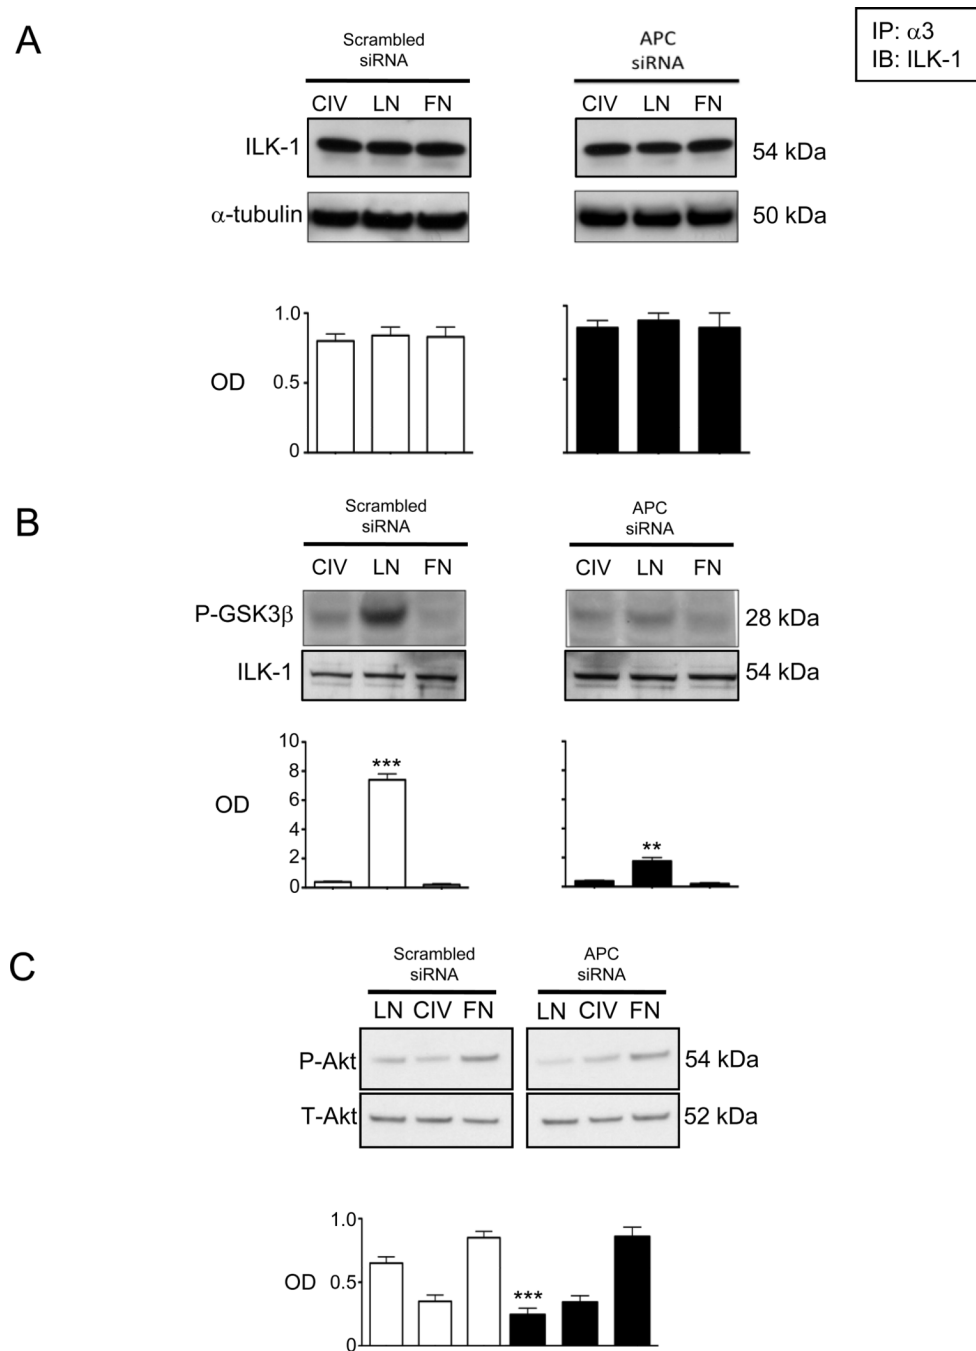 A
Scrambled
siRNA
APC
siRNA
IP: α3
IB: ILK-1
CIV LN FN
CIV LN FN
ILK-1
54 kDa
α-tubulin
50 kDa
1.0
OD
0.5
0
B
Scrambled
siRNA
APC
siRNA
CIV LN FN
CIV LN FN
P-GSK3β
28 kDa
ILK-1
54 kDa
10
***
8
OD
6
4
**
2
0
C
Scrambled
siRNA
APC
siRNA
LN CIV FN
LN CIV FN
P-Akt
54 kDa
T-Akt
52 kDa
1.0
OD
0.5
***
0